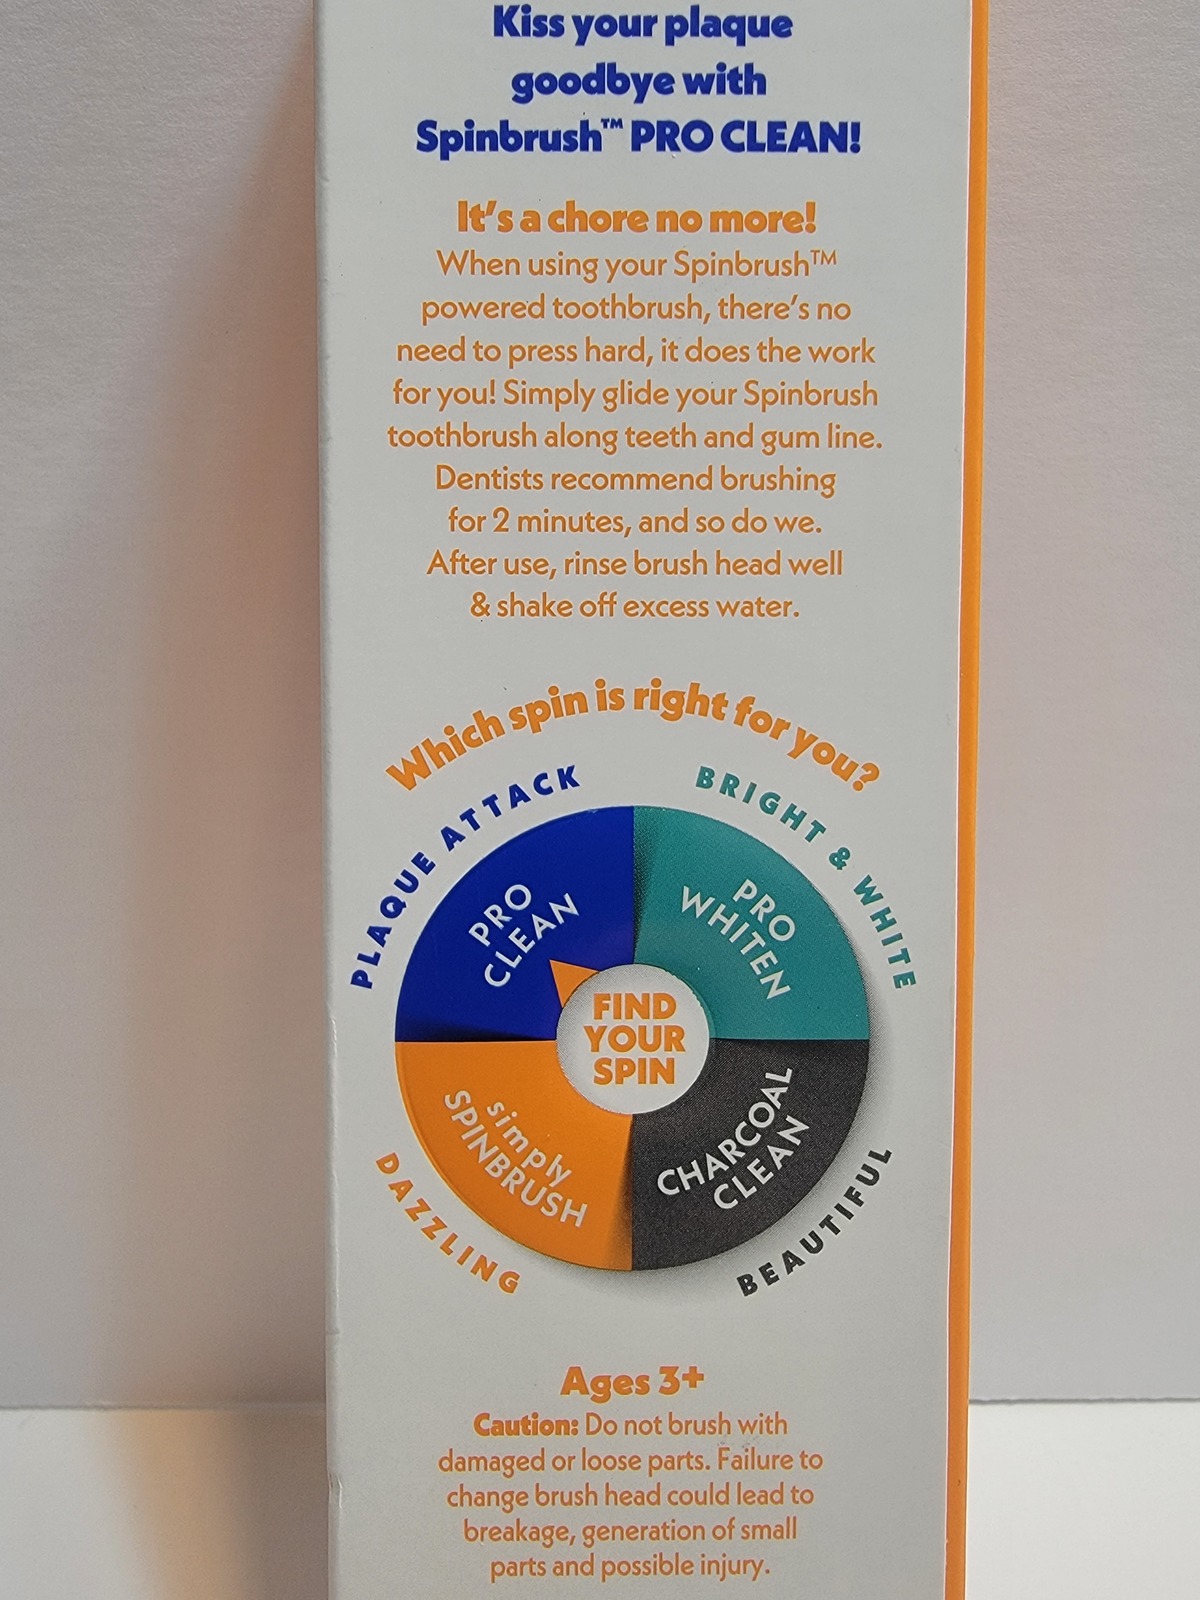 Kiss your plaque
goodbye with
Spinbrush™ PRO CLEAN!
It's a chore no more!
When using your Spinbrush™
powered toothbrush, there's no
need to press hard, it does the work
for you! Simply glide your Spinbrush
toothbrush along teeth and gum line.
Dentists recommend brushing
for 2 minutes, and so do we.
After use, rinse brush head well
& shake off excess water.
Which spin is right for you?
PLAQUE ATTACK
BRIGHT & WHITE
PRO
CLEAN
PRO
WHITEN
FIND
YOUR
SPIN
simply
SPINBRUSH
CHARCOAL
CLEAN
DAZZLING
BEAUTIFUL
Ages 3+
Caution: Do not brush with
damaged or loose parts. Failure to
change brush head could lead to
breakage, generation of small
parts and possible injury.